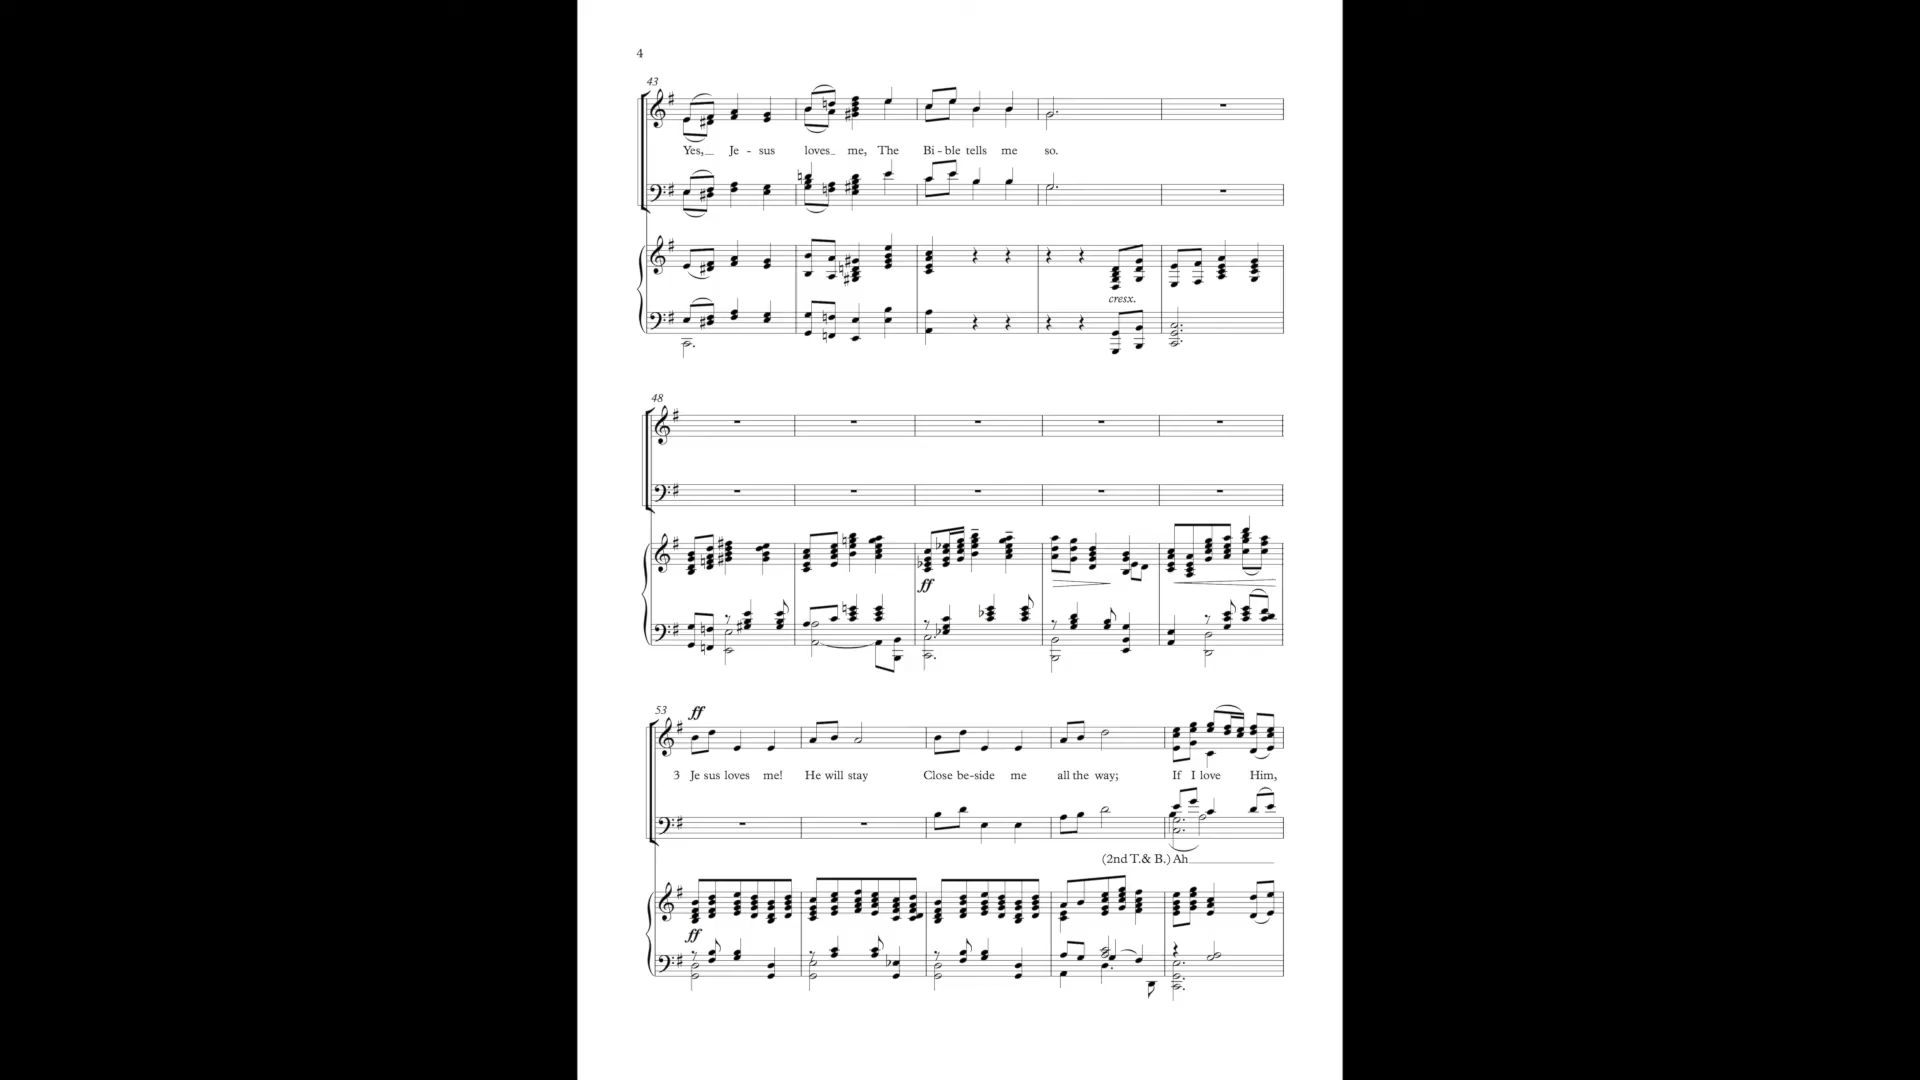 4
43
Yes, Je - sus loves me, The Bi - ble tells me so.
cresx.
48
ff
53
ff
3 Je sus loves me! He will stay Close be-side me all the way; If I love Him,
(2nd T.& B.) Ah
ff